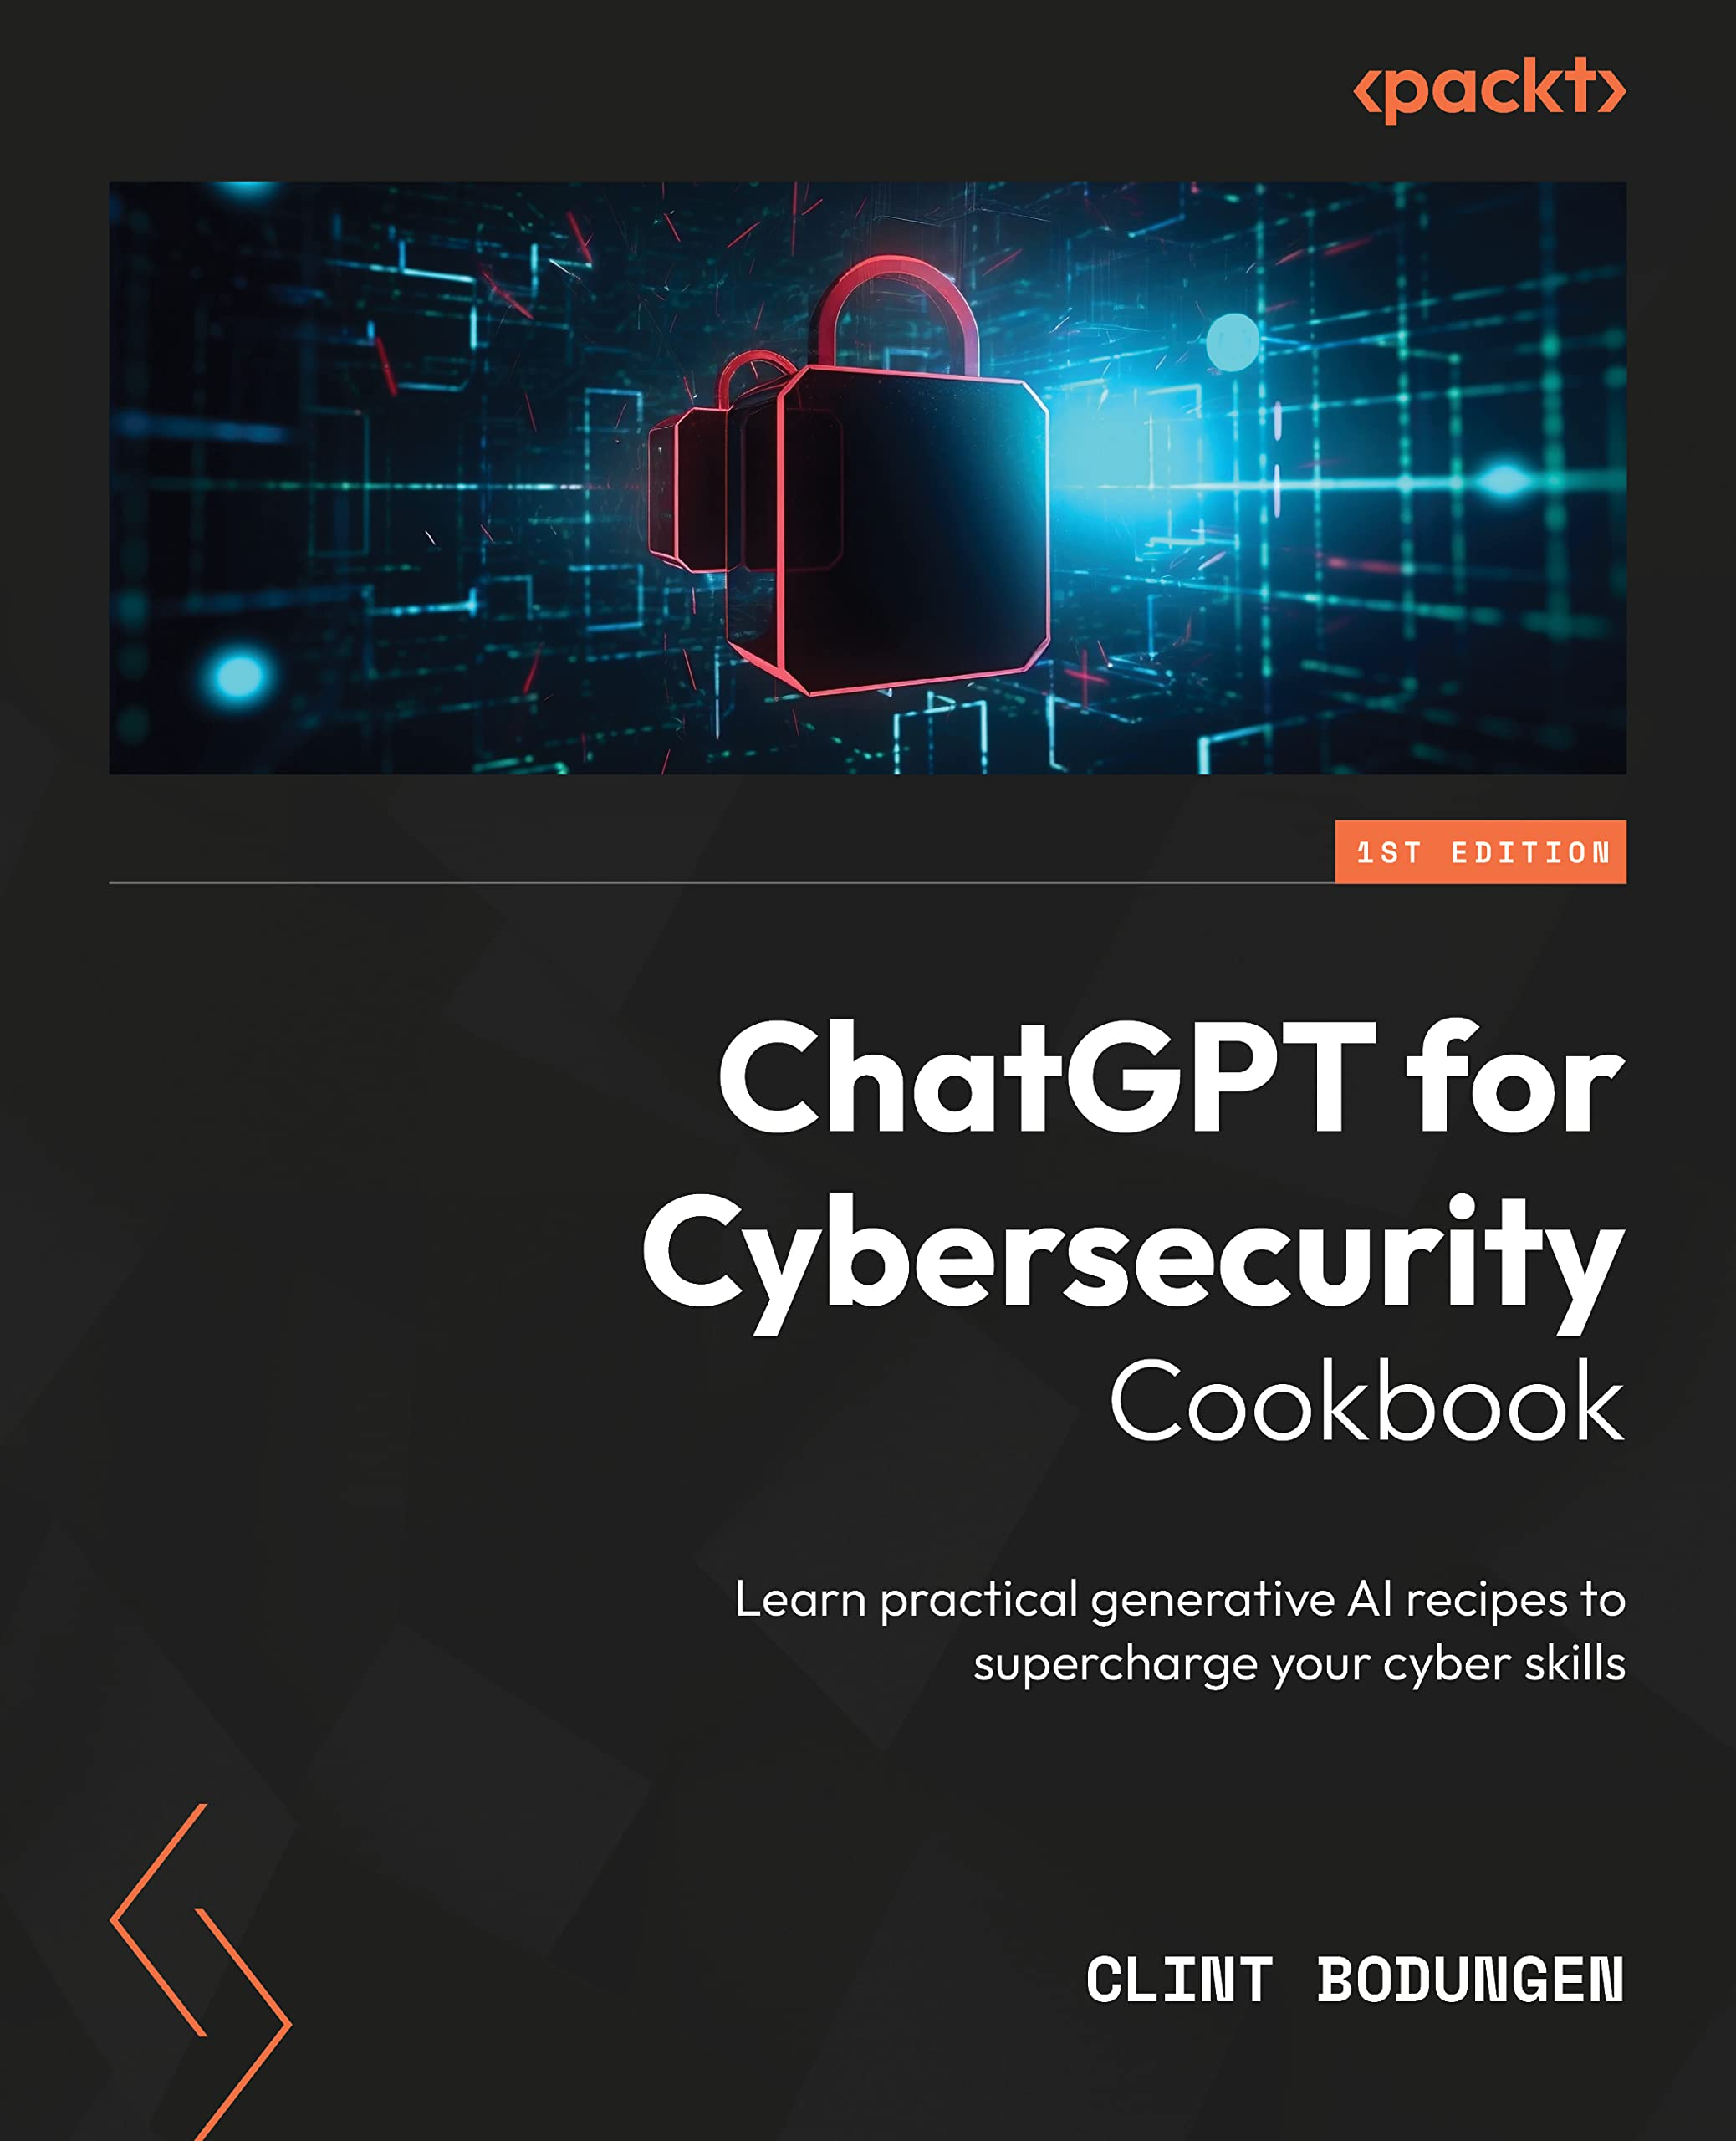 <packt>
1ST EDITION
ChatGPT for
Cybersecurity
Cookbook
Learn practical generative AI recipes to
supercharge your cyber skills
CLINT BODUNGEN